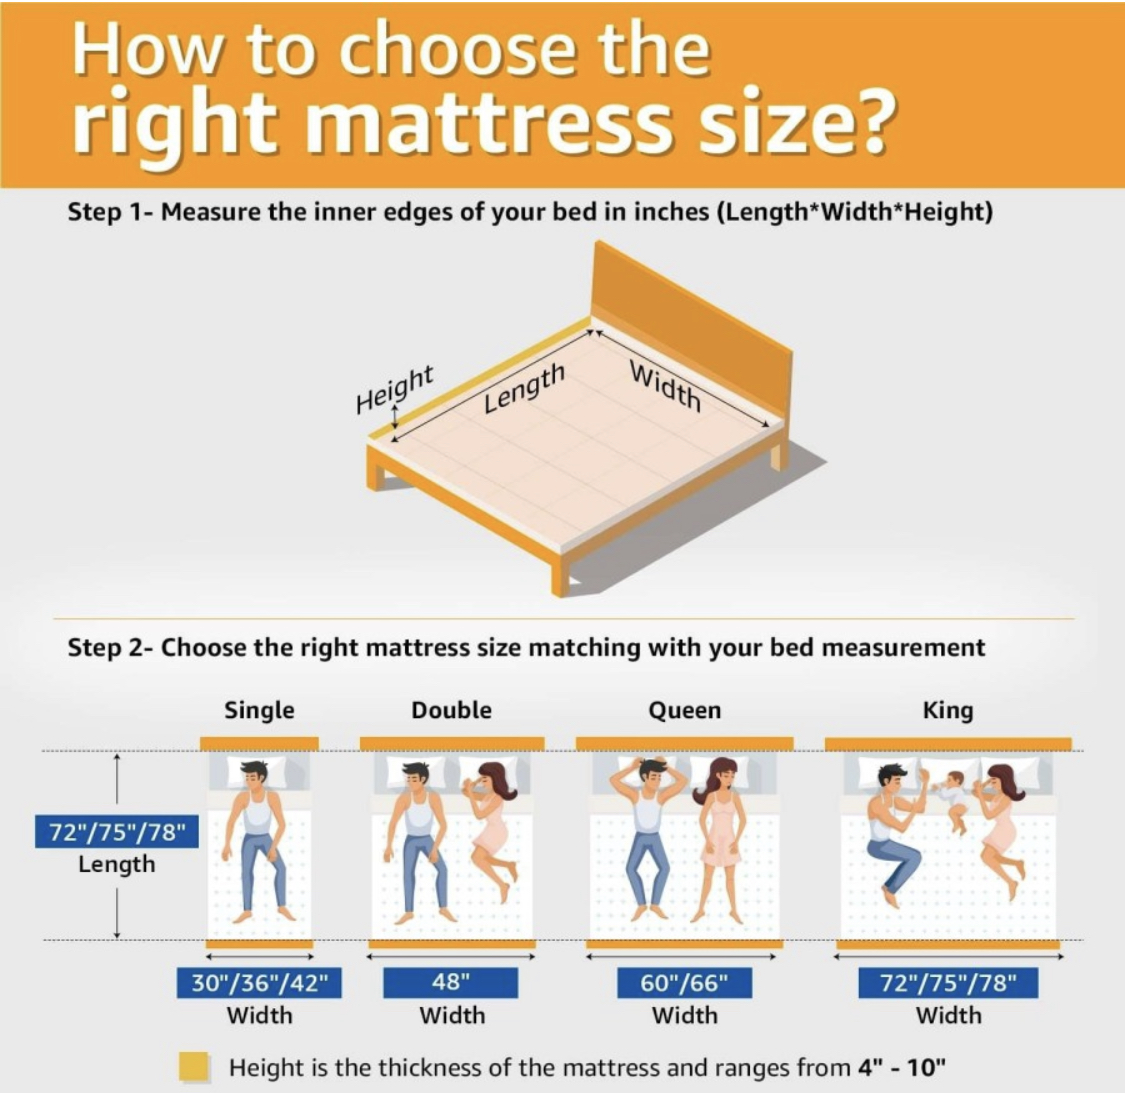 How to choose the
right mattress size?
Step 1- Measure the inner edges of your bed in inches (Length*Width*Height)
Height
Length
Width
Step 2- Choose the right mattress size matching with your bed measurement
Single
Double
Queen
King
72"/75"/78"
Length
30"/36"/42"
Width
48"
Width
60"/66"
Width
72"/75"/78"
Width
Height is the thickness of the mattress and ranges from 4" - 10"